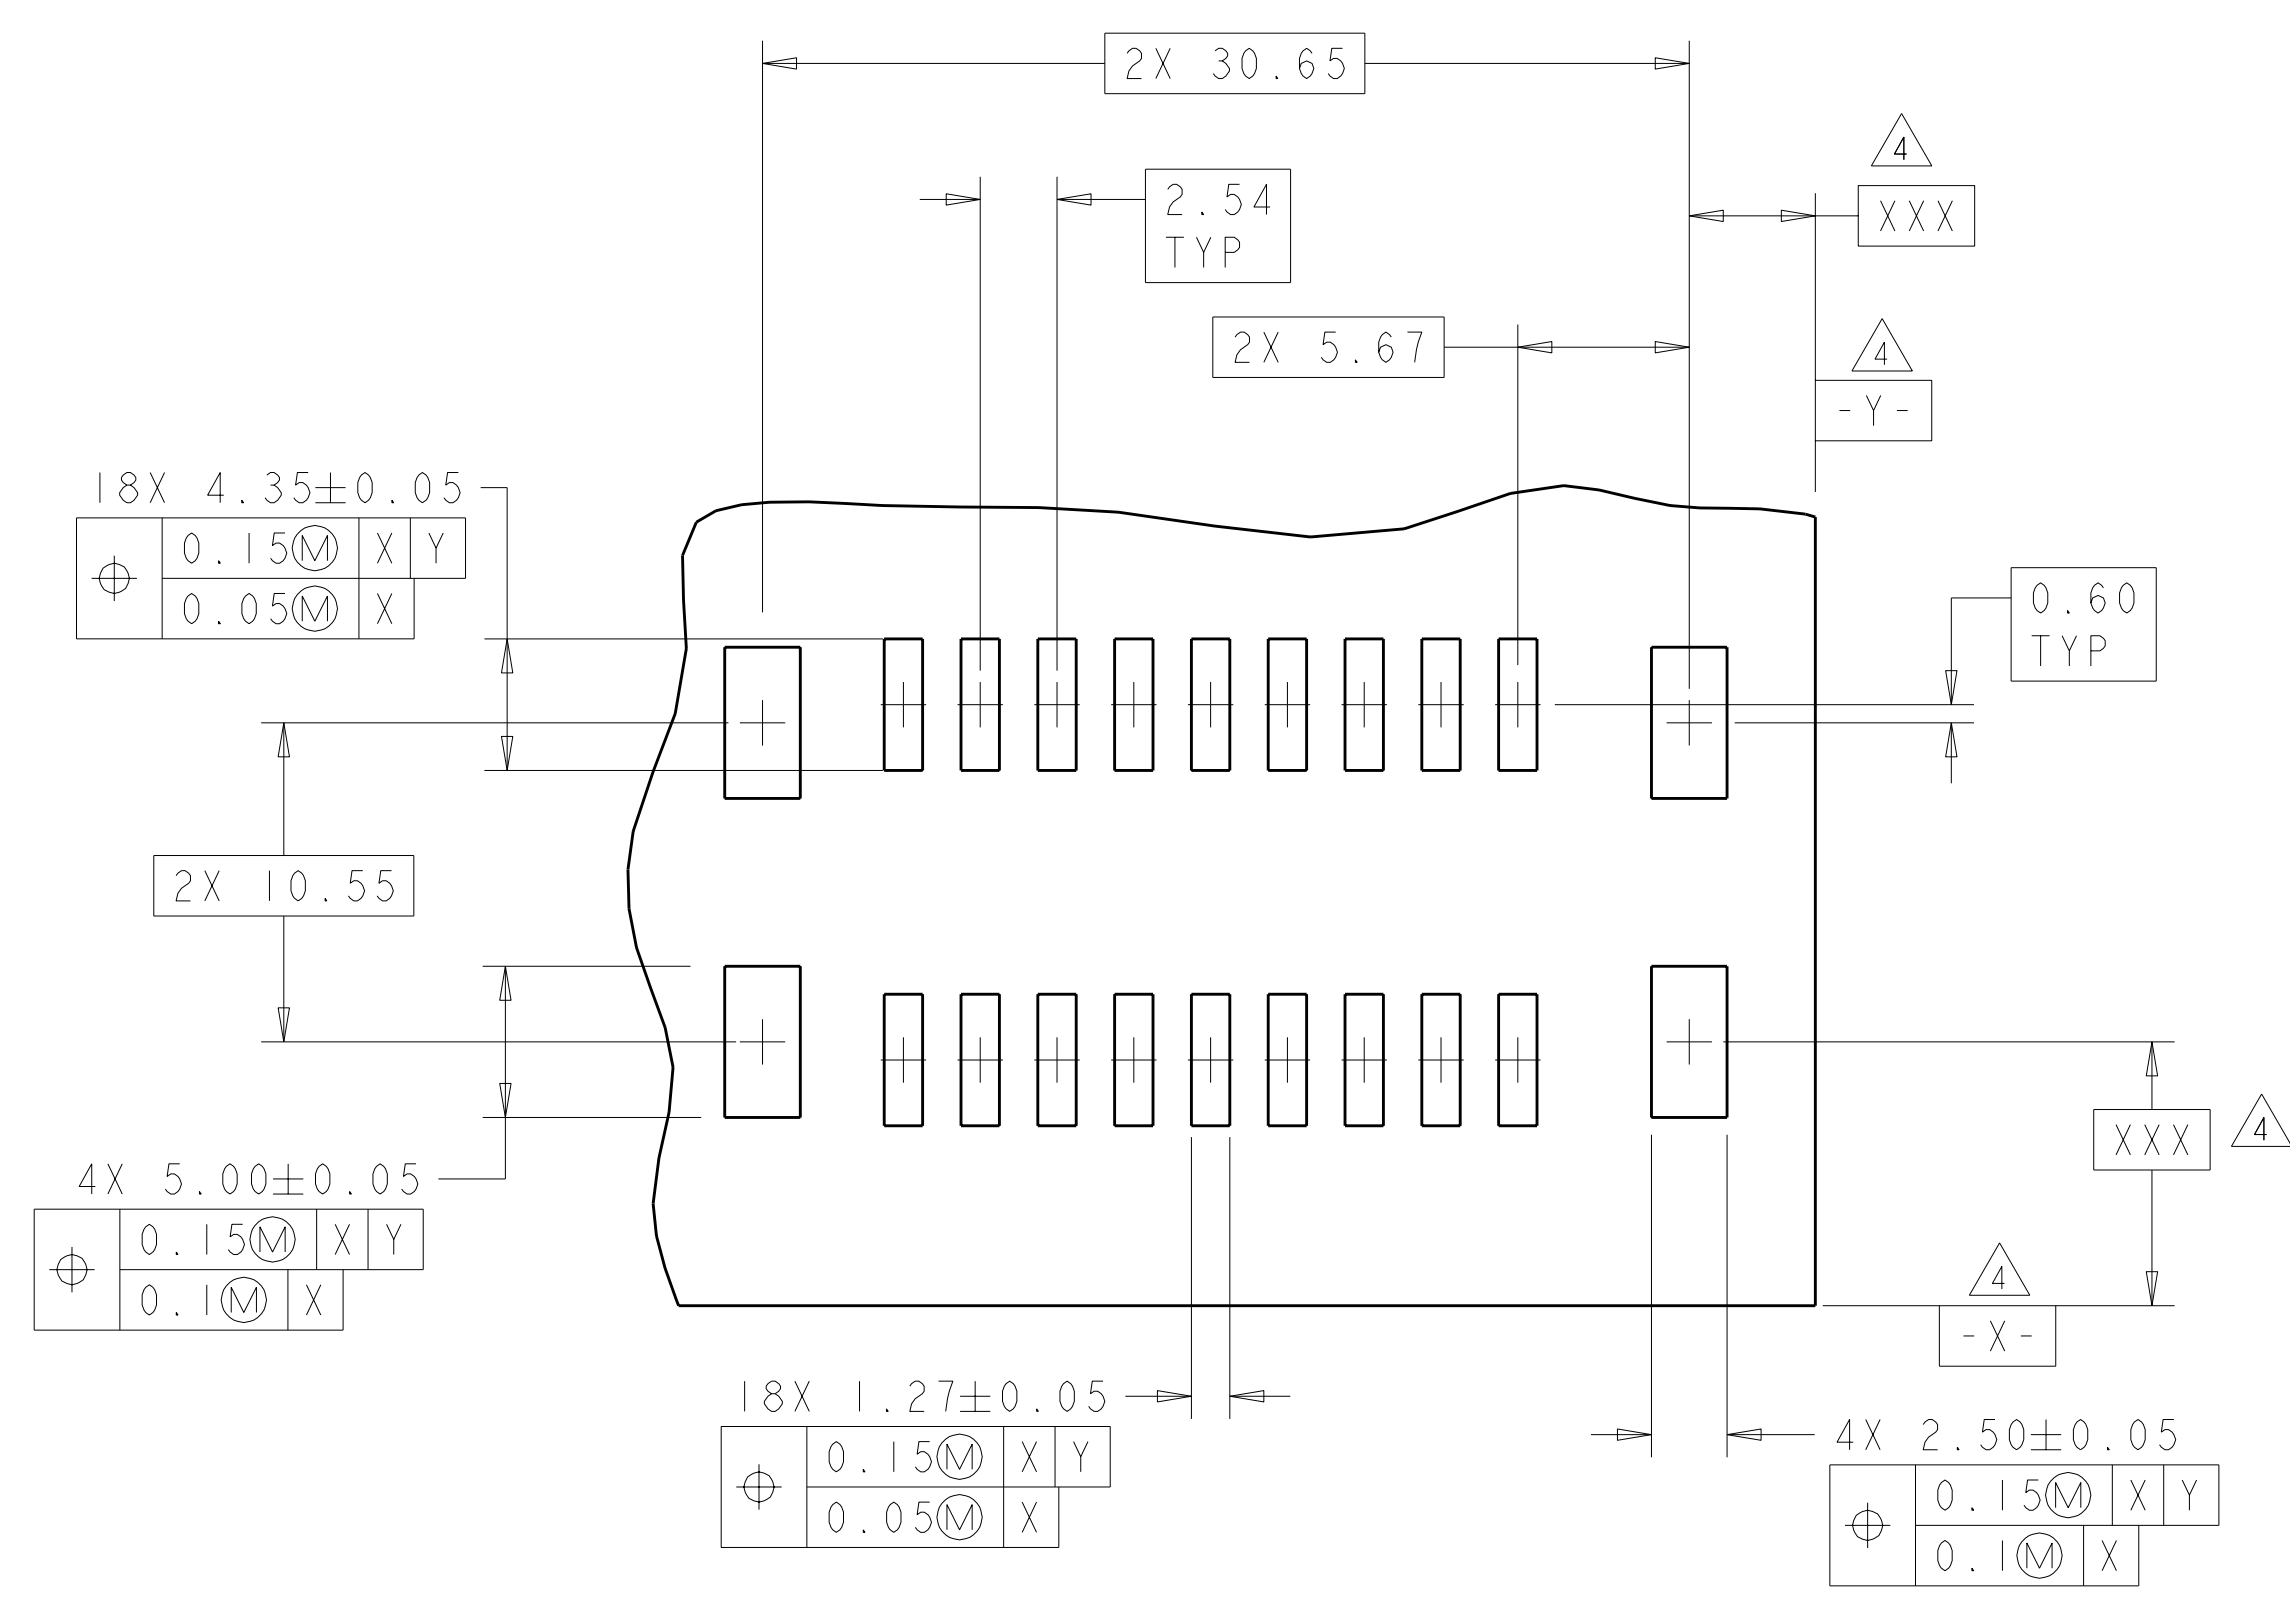 2X 30.65
4
2.54
TYP
XXX
2X 5.67
4
-Y-
18X 4.35±0.05
⌖ 0.15Ⓜ X Y
0.05Ⓜ X
0.60
TYP
2X 10.55
XXX
4
4X 5.00±0.05
⌖ 0.15Ⓜ X Y
0.1Ⓜ X
4
-X-
18X 1.27±0.05
⌖ 0.15Ⓜ X Y
0.05Ⓜ X
4X 2.50±0.05
⌖ 0.15Ⓜ X Y
0.1Ⓜ X